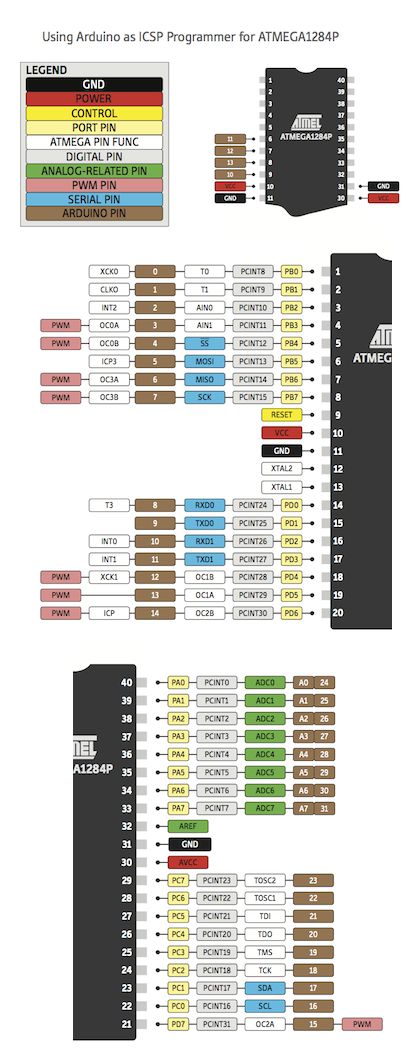 Using Arduino as ICSP Programmer for ATMEGA1284P
LEGEND
GND
POWER
CONTROL
PORT PIN
ATMEGA PIN FUNC
DIGITAL PIN
ANALOG-RELATED PIN
PWM PIN
SERIAL PIN
ARDUINO PIN
1 40
2 39
3 38
4 37
5 36
11 6 35
12 7 34
13 8 33
10 9 32
VCC 10 31 GND
GND 11 30 VCC
ATMEL
ATMEGA1284P
XCK0 0 T0 PCINT8 PB0 1
CLKO 1 T1 PCINT9 PB1 2
INT2 2 AIN0 PCINT10 PB2 3
PWM OC0A 3 AIN1 PCINT11 PB3 4
PWM OC0B 4 SS PCINT12 PB4 5
ICP3 5 MOSI PCINT13 PB5 6
PWM OC3A 6 MISO PCINT14 PB6 7
PWM OC3B 7 SCK PCINT15 PB7 8
RESET 9
VCC 10
GND 11
XTAL2 12
XTAL1 13
T3 8 RXD0 PCINT24 PD0 14
9 TXD0 PCINT25 PD1 15
INT0 10 RXD1 PCINT26 PD2 16
INT1 11 TXD1 PCINT27 PD3 17
PWM XCK1 12 OC1B PCINT28 PD4 18
PWM 13 OC1A PCINT29 PD5 19
PWM ICP 14 OC2B PCINT30 PD6 20
AT
ATMEG
40 PA0 PCINT0 ADC0 A0 24
39 PA1 PCINT1 ADC1 A1 25
38 PA2 PCINT2 ADC2 A2 26
37 PA3 PCINT3 ADC3 A3 27
36 PA4 PCINT4 ADC4 A4 28
35 PA5 PCINT5 ADC5 A5 29
34 PA6 PCINT6 ADC6 A6 30
33 PA7 PCINT7 ADC7 A7 31
32 AREF
31 GND
30 AVCC
29 PC7 PCINT23 TOSC2 23
28 PC6 PCINT22 TOSC1 22
27 PC5 PCINT21 TDI 21
26 PC4 PCINT20 TDO 20
25 PC3 PCINT19 TMS 19
24 PC2 PCINT18 TCK 18
23 PC1 PCINT17 SDA 17
22 PC0 PCINT16 SCL 16
21 PD7 PCINT31 OC2A 15 PWM
MEL
A1284P